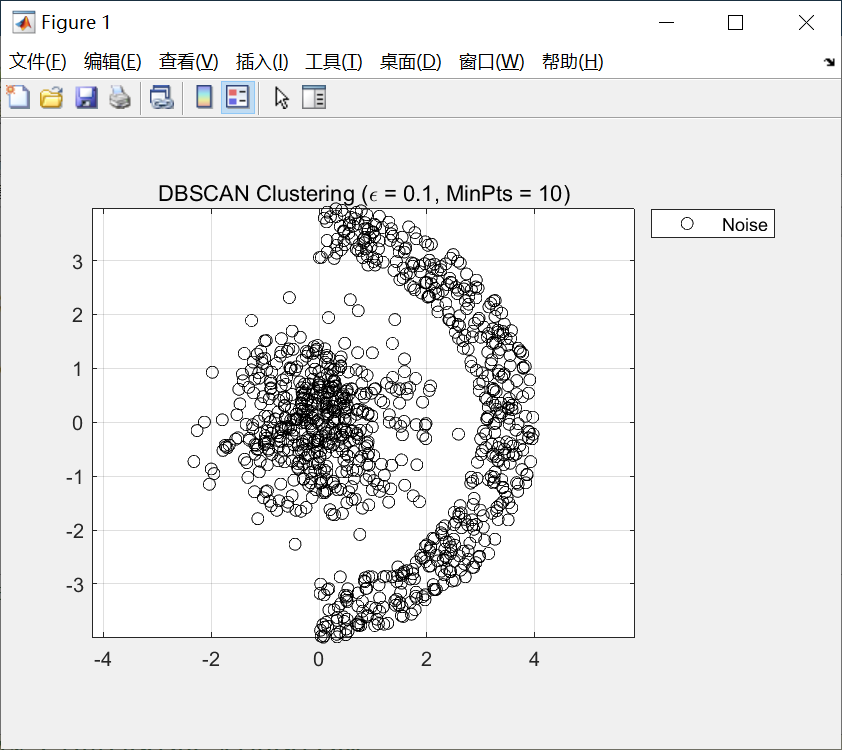 Figure 1
文件(F) 编辑(E) 查看(V) 插入(I) 工具(T) 桌面(D) 窗口(W) 帮助(H)
DBSCAN Clustering (ϵ = 0.1, MinPts = 10)
Noise
3
2
1
0
-1
-2
-3
-4 -2 0 2 4